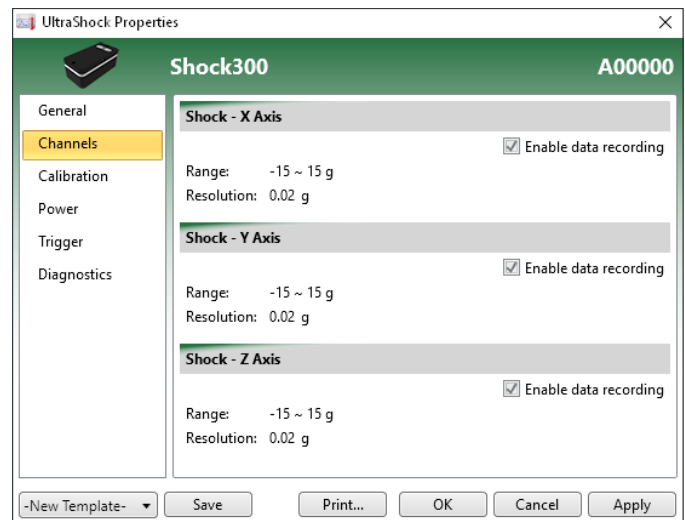 UltraShock Properties
Shock300 A00000
General
Channels
Calibration
Power
Trigger
Diagnostics
Shock - X Axis
Enable data recording
Range: -15 ~ 15 g
Resolution: 0.02 g
Shock - Y Axis
Enable data recording
Range: -15 ~ 15 g
Resolution: 0.02 g
Shock - Z Axis
Enable data recording
Range: -15 ~ 15 g
Resolution: 0.02 g
-New Template- Save Print... OK Cancel Apply